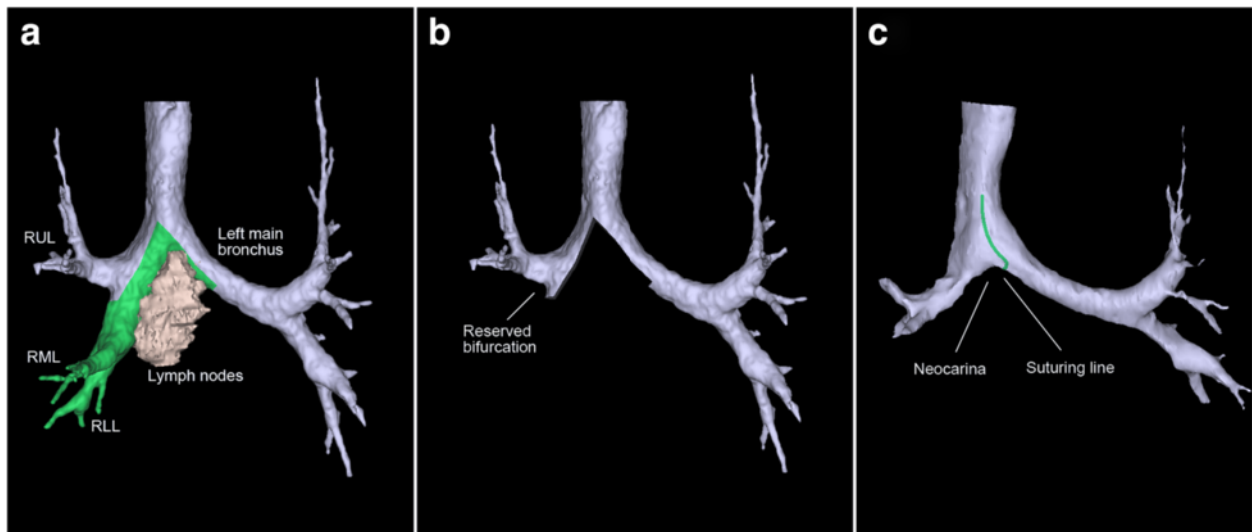 a
RUL
Left main
bronchus
RML
Lymph nodes
RLL
b
Reserved
bifurcation
c
Neocarina
Suturing line